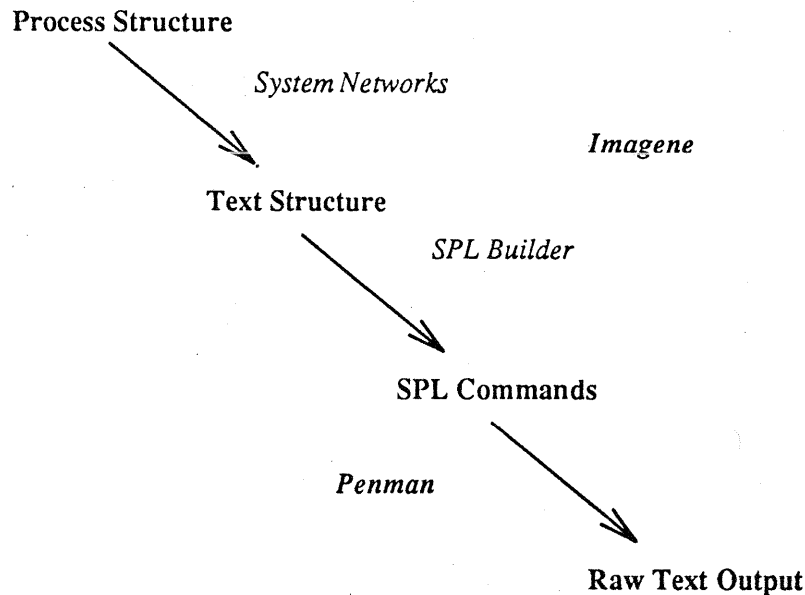 Process Structure
System Networks
Imagene
Text Structure
SPL Builder
SPL Commands
Penman
Raw Text Output